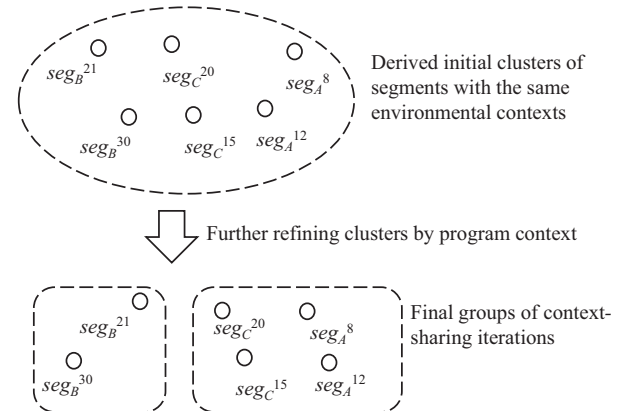 seg_B^21
seg_C^20
seg_A^8
Derived initial clusters of
segments with the same
environmental contexts
seg_B^30
seg_C^15
seg_A^12
Further refining clusters by program context
seg_B^21
seg_C^20
seg_A^8
Final groups of context-
sharing iterations
seg_B^30
seg_C^15
seg_A^12